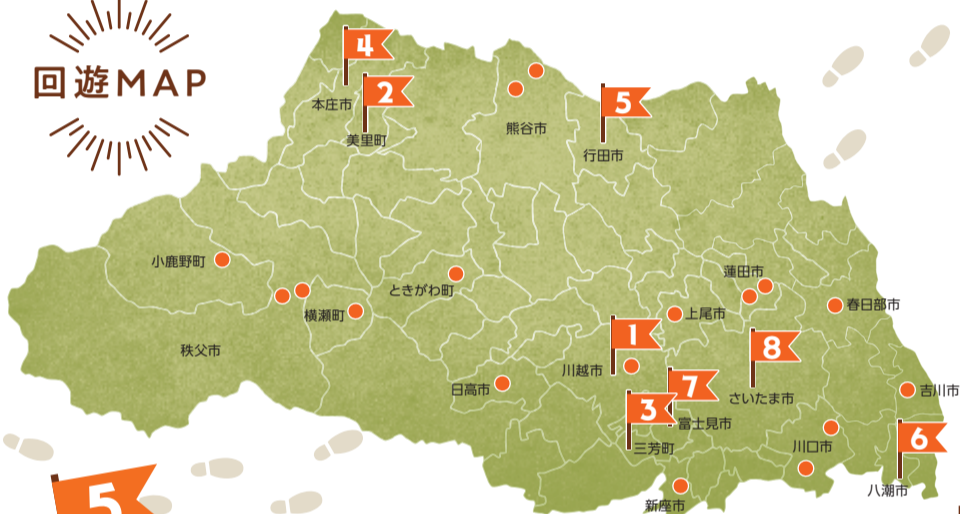 回遊MAP
4
本庄市
2
美里町
熊谷市
5
行田市
小鹿野町
ときがわ町
横瀬町
秩父市
蓮田市
上尾市
春日部市
1
川越市
8
さいたま市
日高市
7
富士見市
3
三芳町
吉川市
川口市
6
八潮市
新座市
5